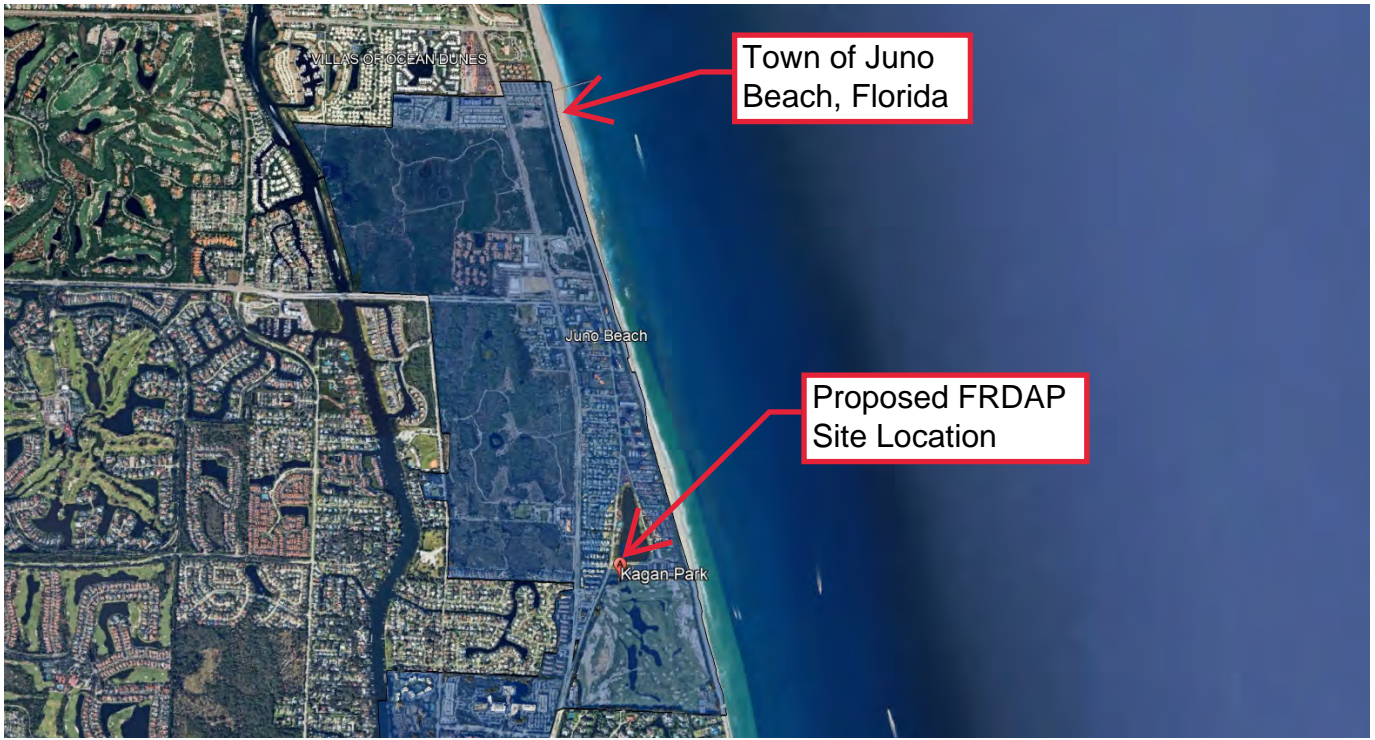 VILLAS OF OCEAN DUNES
Town of Juno
Beach, Florida
Juno Beach
Proposed FRDAP
Site Location
Kagan Park